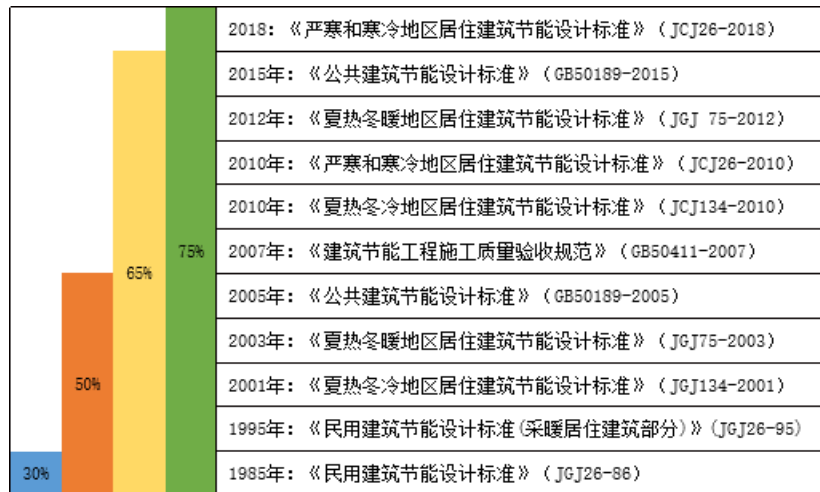 2018：《严寒和寒冷地区居住建筑节能设计标准》（JCJ26-2018）
2015年：《公共建筑节能设计标准》（GB50189-2015）
2012年：《夏热冬暖地区居住建筑节能设计标准》（JGJ 75-2012）
2010年：《严寒和寒冷地区居住建筑节能设计标准》（JCJ26-2010）
2010年：《夏热冬冷地区居住建筑节能设计标准》（JCJ134-2010）
75%
2007年：《建筑节能工程施工质量验收规范》（GB50411-2007）
65%
2005年：《公共建筑节能设计标准》（GB50189-2005）
2003年：《夏热冬暖地区居住建筑节能设计标准》（JGJ75-2003）
50%
2001年：《夏热冬冷地区居住建筑节能设计标准》（JGJ134-2001）
1995年：《民用建筑节能设计标准(采暖居住建筑部分)》(JGJ26-95)
30%
1985年：《民用建筑节能设计标准》（JGJ26-86）